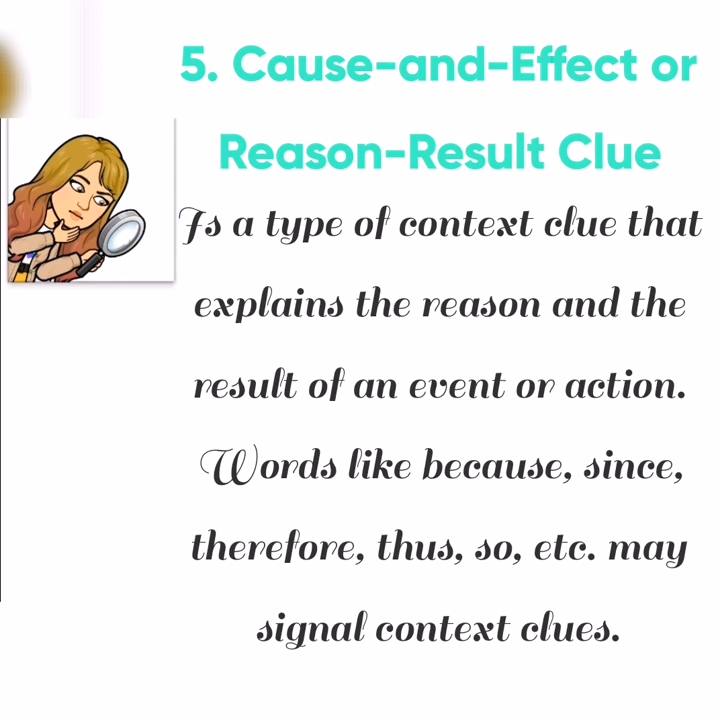 5. Cause-and-Effect or
Reason-Result Clue
Is a type of context clue that
explains the reason and the
result of an event or action.
Words like because, since,
therefore, thus, so, etc. may
signal context clues.